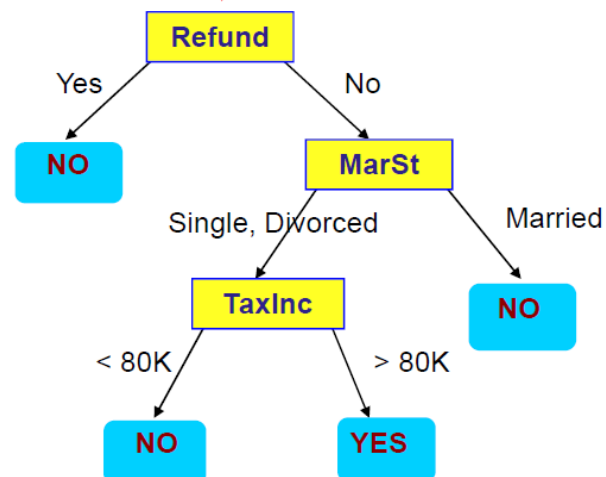 Refund
Yes
No
NO
MarSt
Single, Divorced
Married
TaxInc
NO
< 80K
> 80K
NO
YES